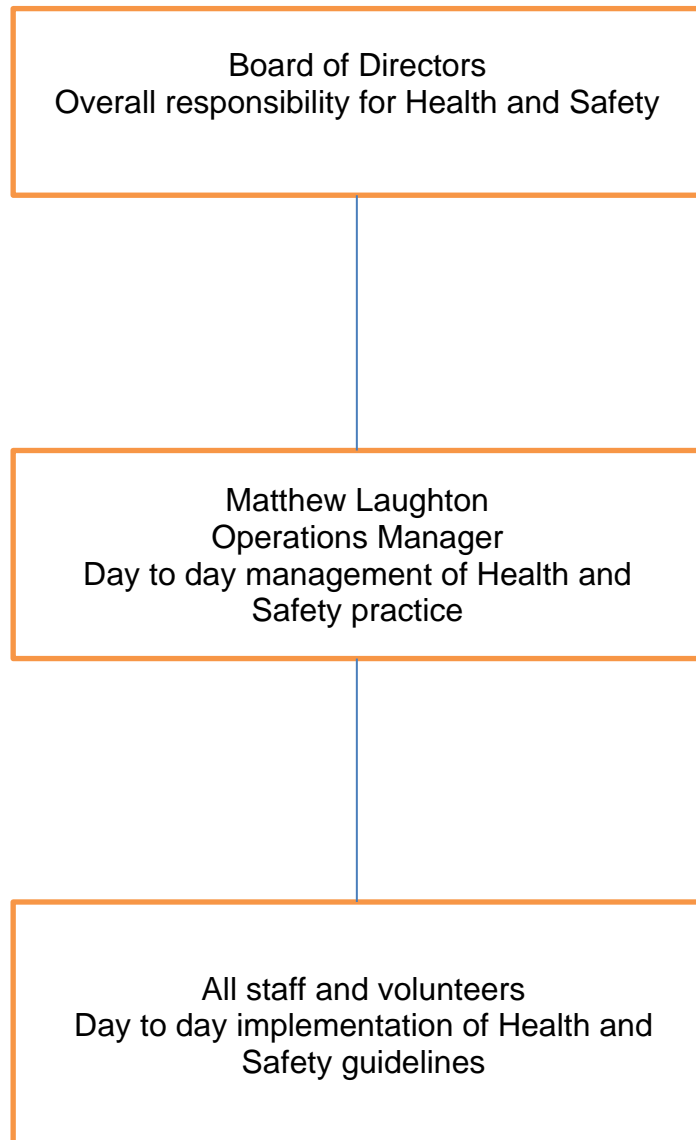 Board of Directors
Overall responsibility for Health and Safety
Matthew Laughton
Operations Manager
Day to day management of Health and
Safety practice
All staff and volunteers
Day to day implementation of Health and
Safety guidelines